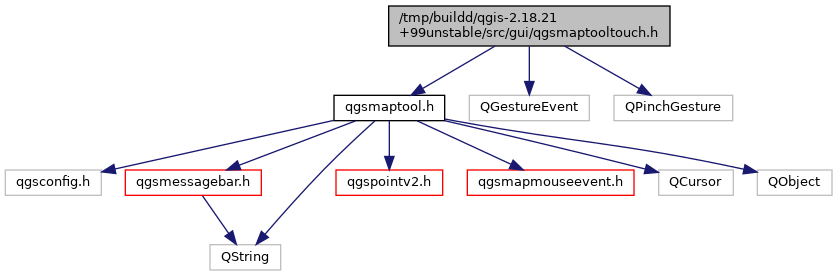 /tmp/buildd/qgis-2.18.21
+99unstable/src/gui/qgsmaptooltouch.h
qgsmaptool.h
QGestureEvent
QPinchGesture
qgsconfig.h
qgsmessagebar.h
qgspointv2.h
qgsmapmouseevent.h
QCursor
QObject
QString